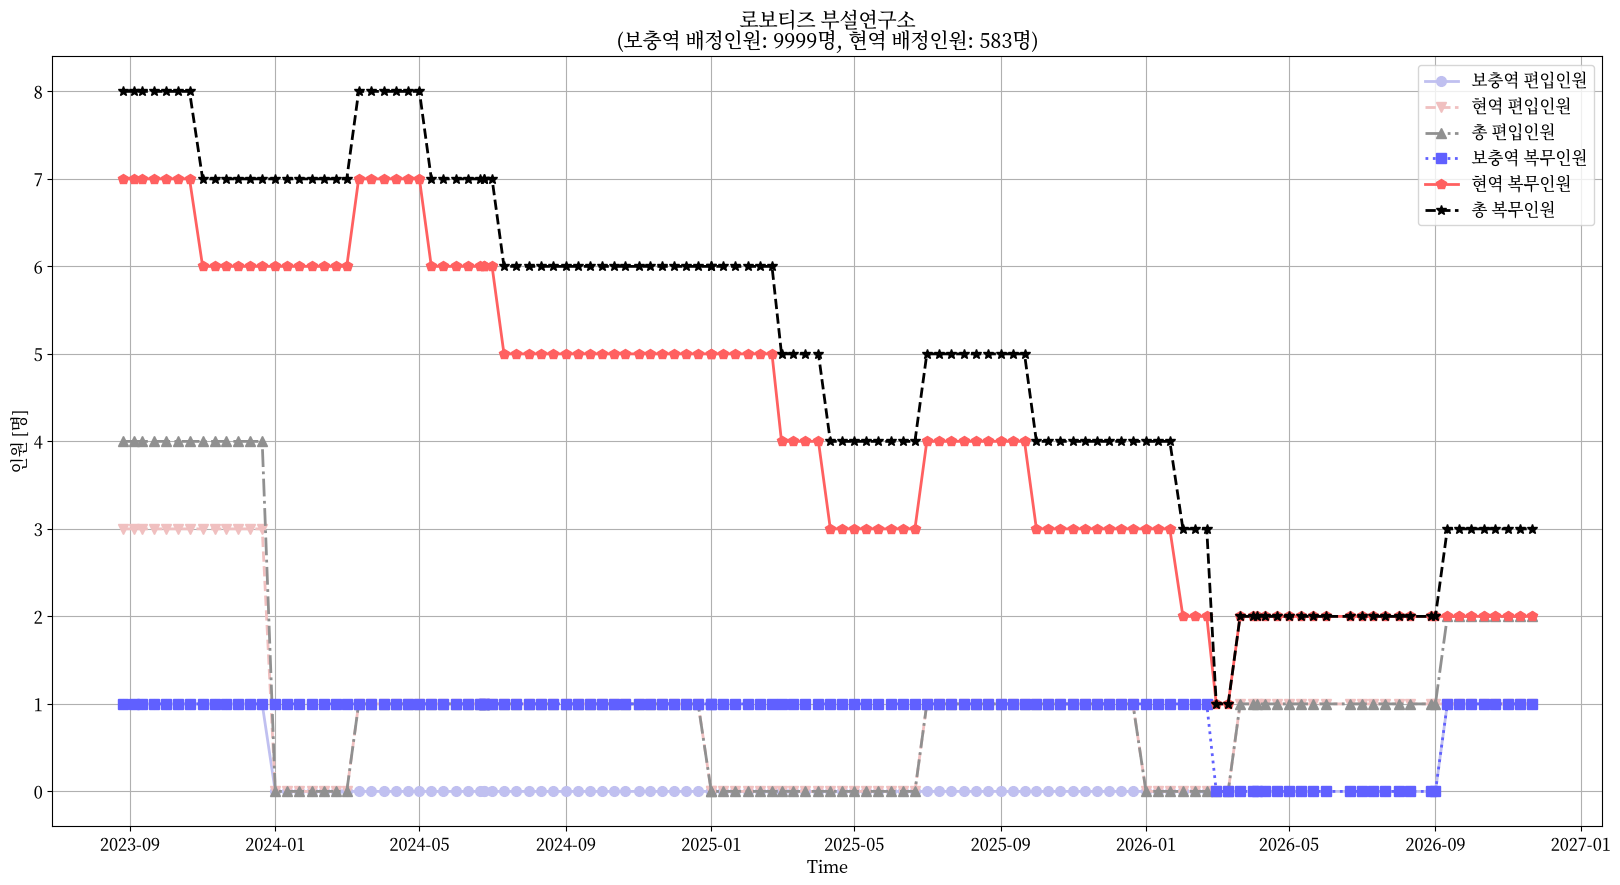 로보티즈 부설연구소
(보충역 배정인원: 9999명, 현역 배정인원: 583명)
보충역 편입인원
현역 편입인원
총 편입인원
보충역 복무인원
현역 복무인원
총 복무인원
인원 [명]
8
7
6
5
4
3
2
1
0
2023-09
2024-01
2024-05
2024-09
2025-01
2025-05
2025-09
2026-01
2026-05
2026-09
2027-01
Time